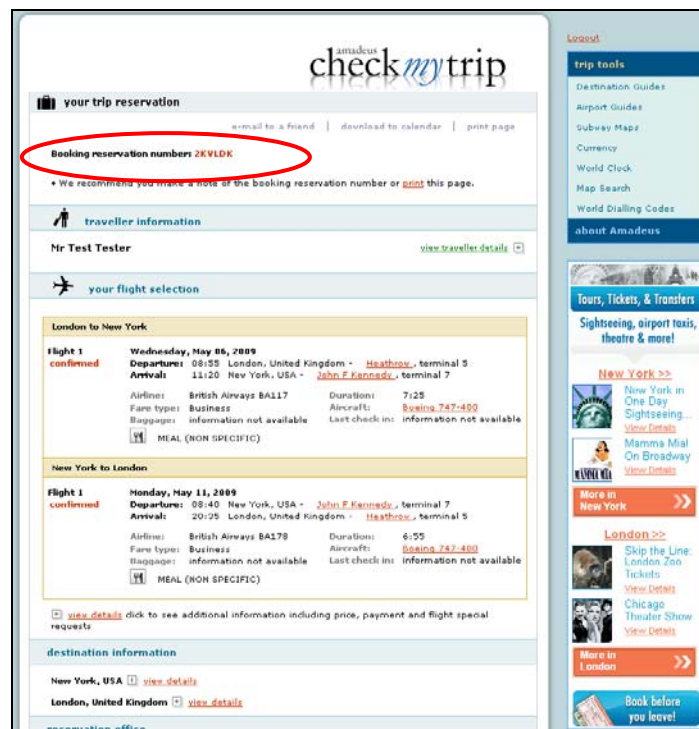 amadeus
check my trip
your trip reservation
e-mail to a friend | download to calendar | print page
Booking reservation number: 2KVLDK
• We recommend you make a note of the booking reservation number or print this page.
traveller information
Mr Test Tester
view traveller details +
your flight selection
London to New York
Flight 1
confirmed
Wednesday, May 06, 2009
Departure: 08:55 London, United Kingdom - Heathrow , terminal 5
Arrival: 11:20 New York, USA - John F Kennedy , terminal 7
Airline: British Airways BA117 Duration: 7:25
Fare type: Business Aircraft: Boeing 747-400
Baggage: information not available Last check in: information not available
MEAL (NON SPECIFIC)
New York to London
Flight 1
confirmed
Monday, May 11, 2009
Departure: 08:40 New York, USA - John F Kennedy , terminal 7
Arrival: 20:35 London, United Kingdom - Heathrow , terminal 5
Airline: British Airways BA178 Duration: 6:55
Fare type: Business Aircraft: Boeing 747-400
Baggage: information not available Last check in: information not available
MEAL (NON SPECIFIC)
+ view details click to see additional information including price, payment and flight special
requests
destination information
New York, USA + view details
London, United Kingdom + view details
reservation office
Logout
trip tools
Destination Guides
Airport Guides
Subway Maps
Currency
World Clock
Map Search
World Dialling Codes
about Amadeus
Tours, Tickets, & Transfers
Sightseeing, airport taxis,
theatre & more!
New York >>
New York in
One Day
Sightseeing...
View Details
Mamma Mia!
On Broadway
View Details
MAMMA MIA
More in
New York >>
London >>
Skip the Line:
London Zoo
Tickets
View Details
Chicago
Theater Show
View Details
More in
London >>
Book before
you leave!